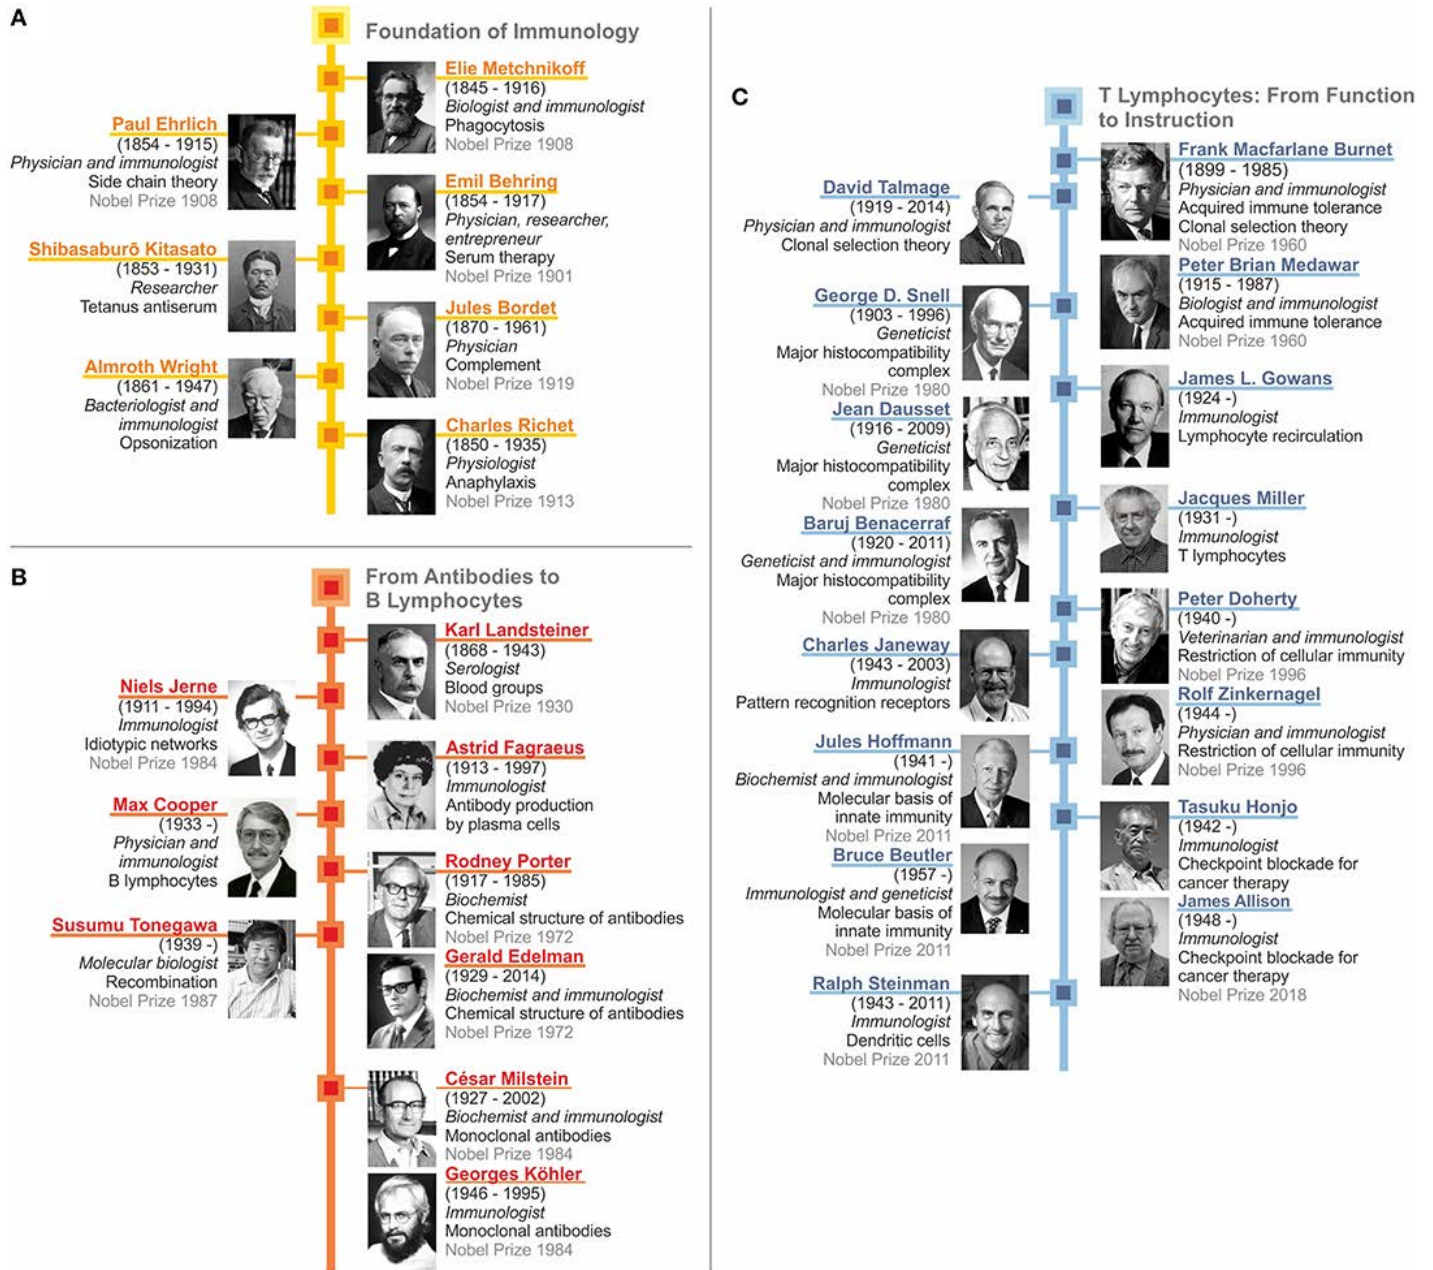 A
Foundation of Immunology
Elie Metchnikoff
(1845 - 1916)
Biologist and immunologist
Phagocytosis
Nobel Prize 1908
Paul Ehrlich
(1854 - 1915)
Physician and immunologist
Side chain theory
Nobel Prize 1908
Emil Behring
(1854 - 1917)
Physician, researcher,
entrepreneur
Serum therapy
Nobel Prize 1901
Shibasaburō Kitasato
(1853 - 1931)
Researcher
Tetanus antiserum
Jules Bordet
(1870 - 1961)
Physician
Complement
Nobel Prize 1919
Almroth Wright
(1861 - 1947)
Bacteriologist and
immunologist
Opsonization
Charles Richet
(1850 - 1935)
Physiologist
Anaphylaxis
Nobel Prize 1913
B
From Antibodies to
B Lymphocytes
Karl Landsteiner
(1868 - 1943)
Serologist
Blood groups
Nobel Prize 1930
Niels Jerne
(1911 - 1994)
Immunologist
Idiotypic networks
Nobel Prize 1984
Astrid Fagraeus
(1913 - 1997)
Immunologist
Antibody production
by plasma cells
Max Cooper
(1933 -)
Physician and
immunologist
B lymphocytes
Rodney Porter
(1917 - 1985)
Biochemist
Chemical structure of antibodies
Nobel Prize 1972
Susumu Tonegawa
(1939 -)
Molecular biologist
Recombination
Nobel Prize 1987
Gerald Edelman
(1929 - 2014)
Biochemist and immunologist
Chemical structure of antibodies
Nobel Prize 1972
César Milstein
(1927 - 2002)
Biochemist and immunologist
Monoclonal antibodies
Nobel Prize 1984
Georges Köhler
(1946 - 1995)
Immunologist
Monoclonal antibodies
Nobel Prize 1984
C
T Lymphocytes: From Function
to Instruction
Frank Macfarlane Burnet
(1899 - 1985)
Physician and immunologist
Acquired immune tolerance
Clonal selection theory
Nobel Prize 1960
David Talmage
(1919 - 2014)
Physician and immunologist
Clonal selection theory
Peter Brian Medawar
(1915 - 1987)
Biologist and immunologist
Acquired immune tolerance
Nobel Prize 1960
George D. Snell
(1903 - 1996)
Geneticist
Major histocompatibility
complex
Nobel Prize 1980
James L. Gowans
(1924 -)
Immunologist
Lymphocyte recirculation
Jean Dausset
(1916 - 2009)
Geneticist
Major histocompatibility
complex
Nobel Prize 1980
Jacques Miller
(1931 -)
Immunologist
T lymphocytes
Baruj Benacerraf
(1920 - 2011)
Geneticist and immunologist
Major histocompatibility
complex
Nobel Prize 1980
Peter Doherty
(1940 -)
Veterinarian and immunologist
Restriction of cellular immunity
Nobel Prize 1996
Charles Janeway
(1943 - 2003)
Immunologist
Pattern recognition receptors
Rolf Zinkernagel
(1944 -)
Physician and immunologist
Restriction of cellular immunity
Nobel Prize 1996
Jules Hoffmann
(1941 -)
Biochemist and immunologist
Molecular basis of
innate immunity
Nobel Prize 2011
Tasuku Honjo
(1942 -)
Immunologist
Checkpoint blockade for
cancer therapy
Bruce Beutler
(1957 -)
Immunologist and geneticist
Molecular basis of
innate immunity
Nobel Prize 2011
James Allison
(1948 -)
Immunologist
Checkpoint blockade for
cancer therapy
Nobel Prize 2018
Ralph Steinman
(1943 - 2011)
Immunologist
Dendritic cells
Nobel Prize 2011